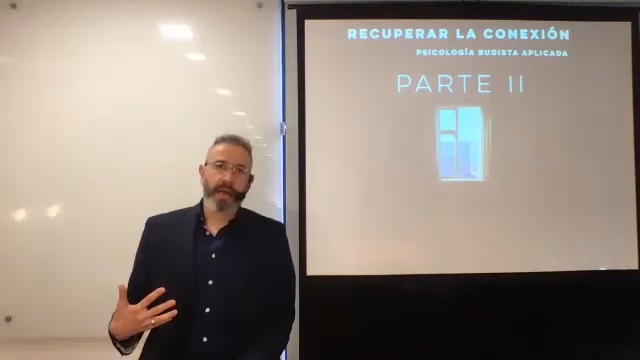 RECUPERAR LA CONEXIÓN
PSICOLOGÍA BUDISTA APLICADA
PARTE II